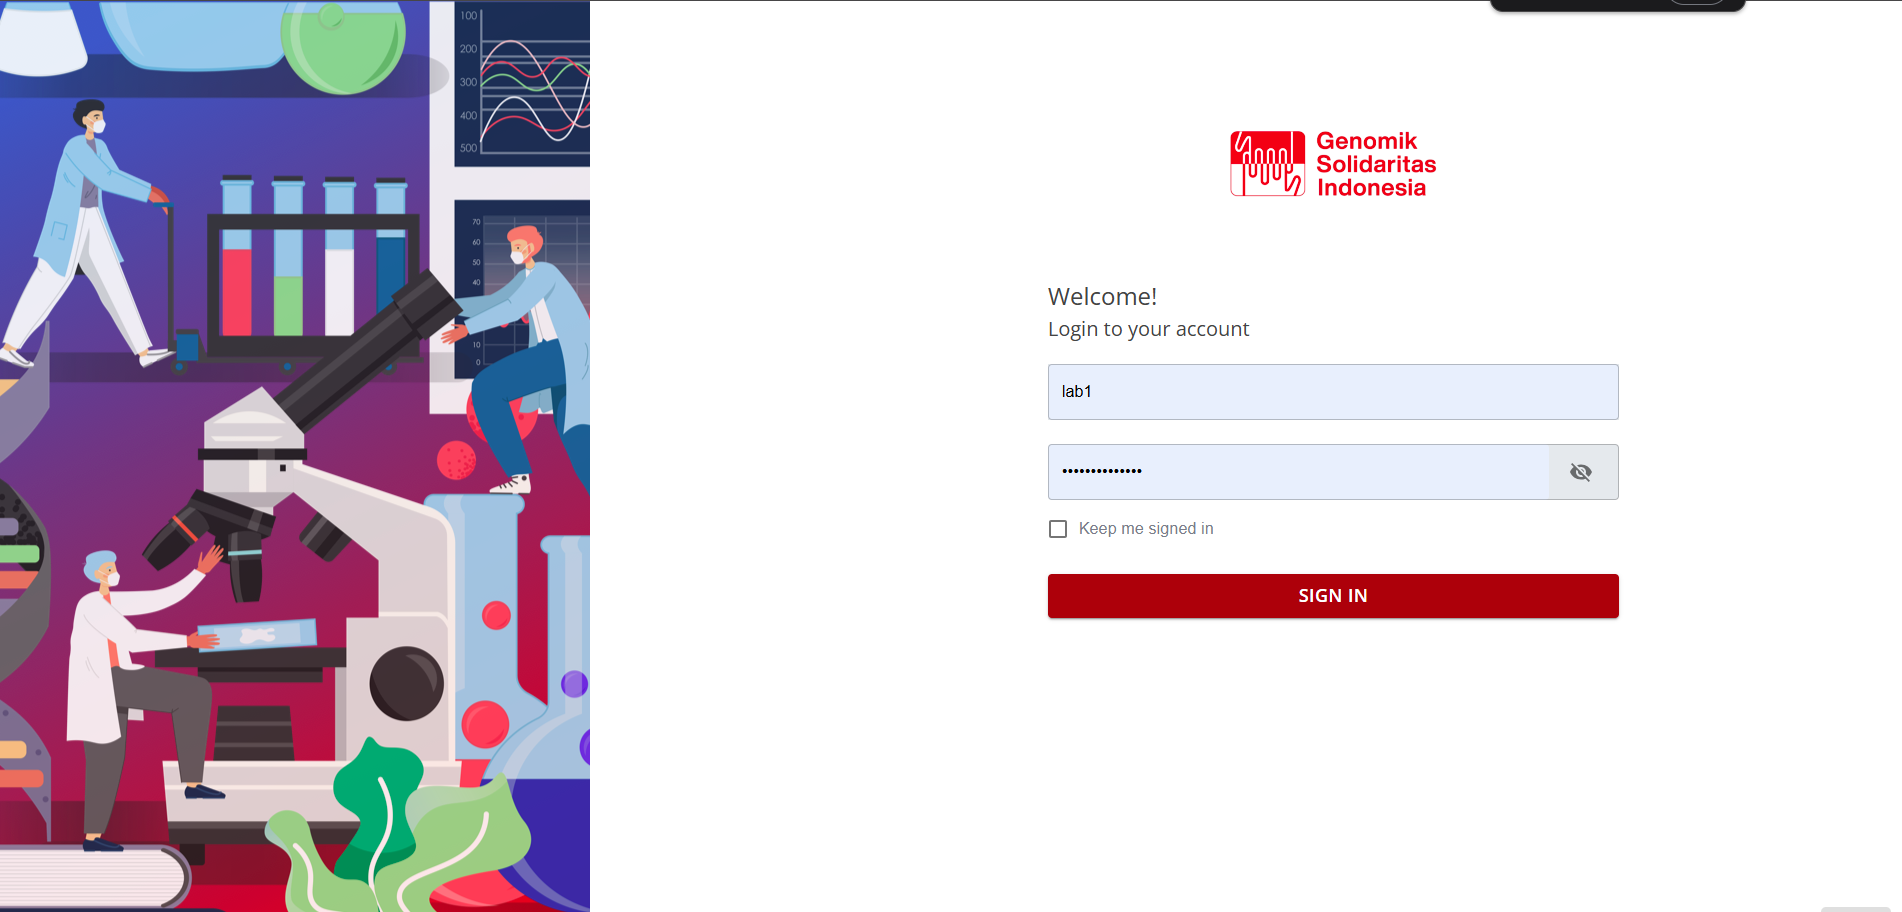 100
200
300
400
500
70
60
50
40
10
0
Genomik
Solidaritas
Indonesia
Welcome!
Login to your account
lab1
••••••••••••••
Keep me signed in
SIGN IN